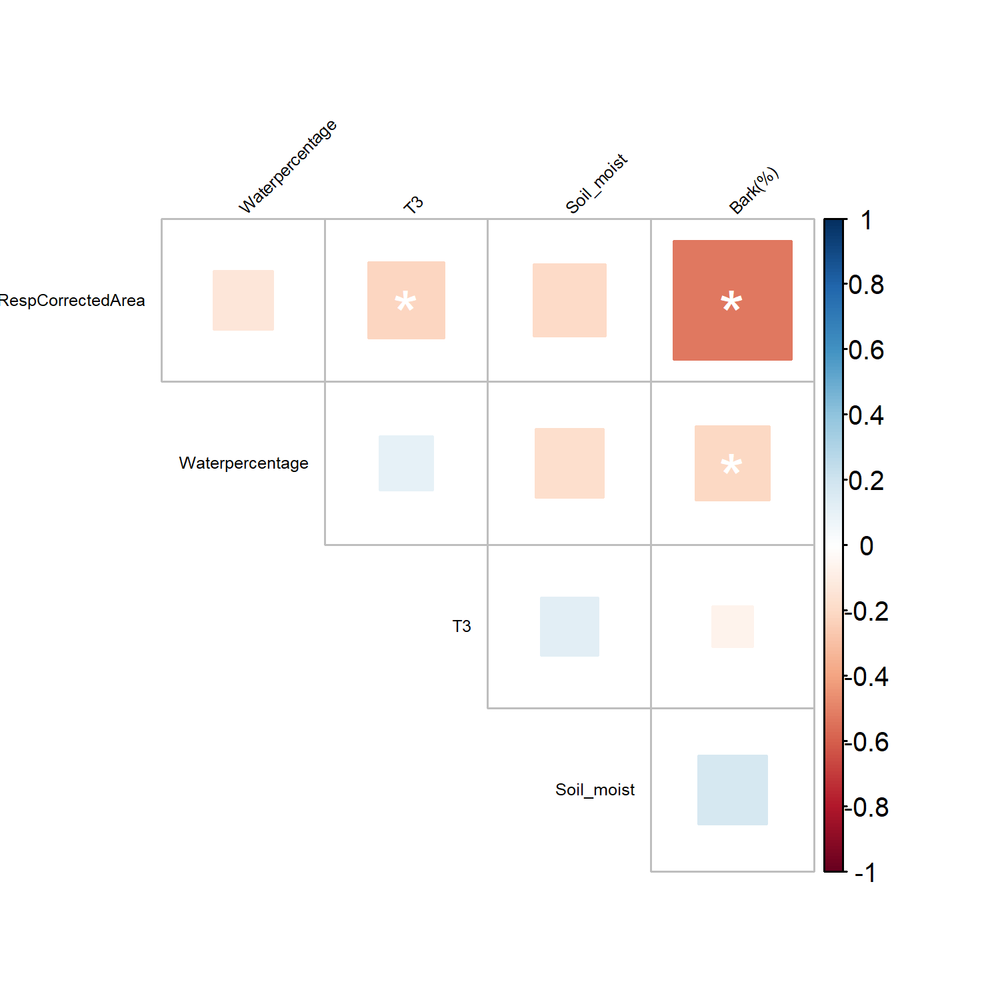 Waterpercentage
T3
Soil_moist
Bark(%)
RespCorrectedArea
*
*
Waterpercentage
*
T3
Soil_moist
1
0.8
0.6
0.4
0.2
0
-0.2
-0.4
-0.6
-0.8
-1